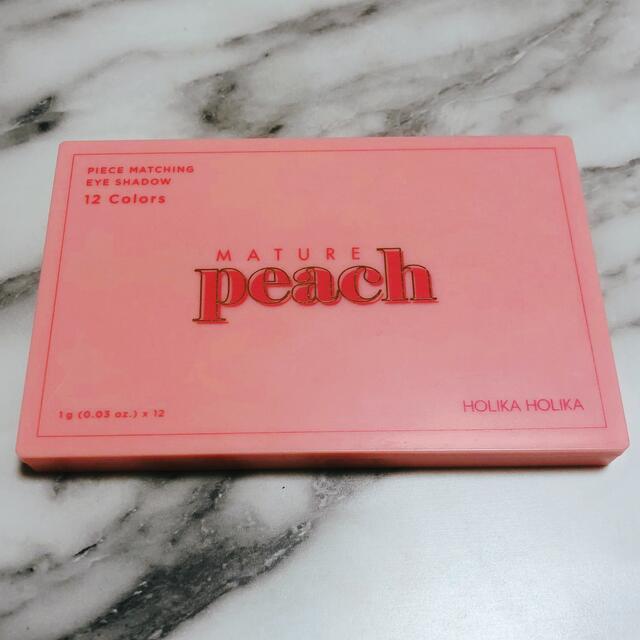 PIECE MATCHING
EYE SHADOW
12 Colors
MATURE
peach
1g (0.03 oz.) x 12
HOLIKA HOLIKA